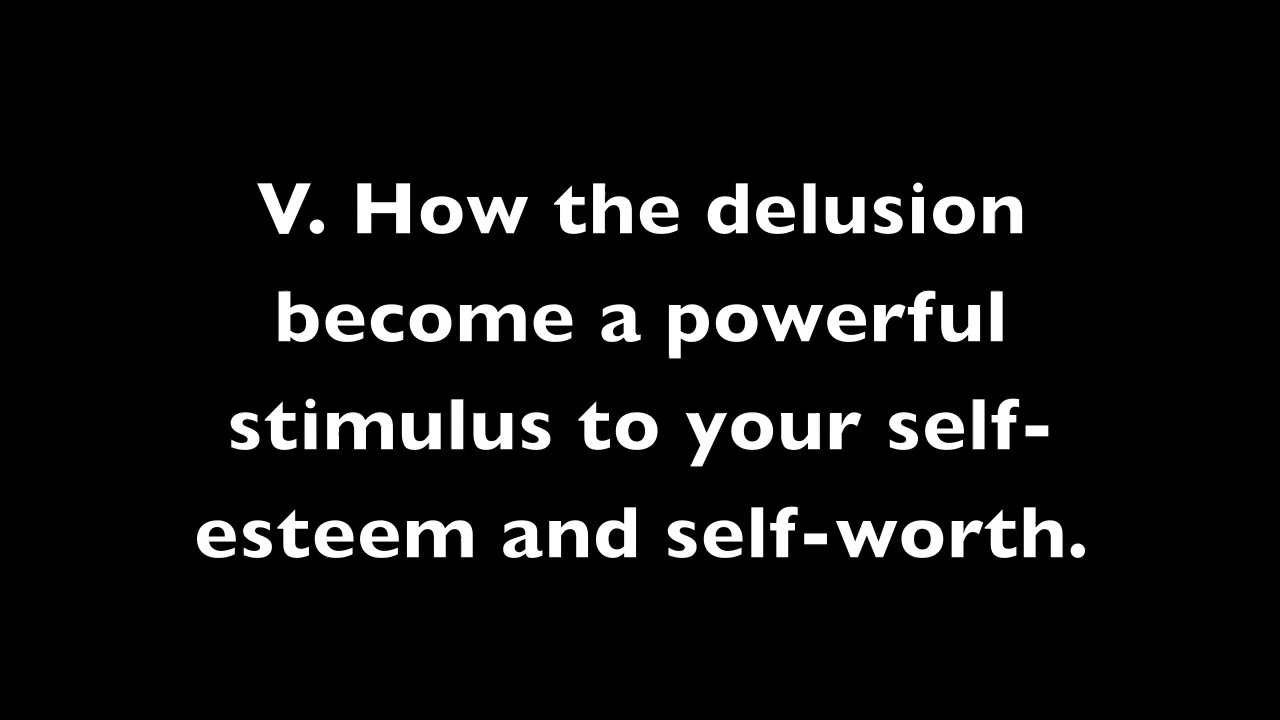 V. How the delusion
become a powerful
stimulus to your self-
esteem and self-worth.